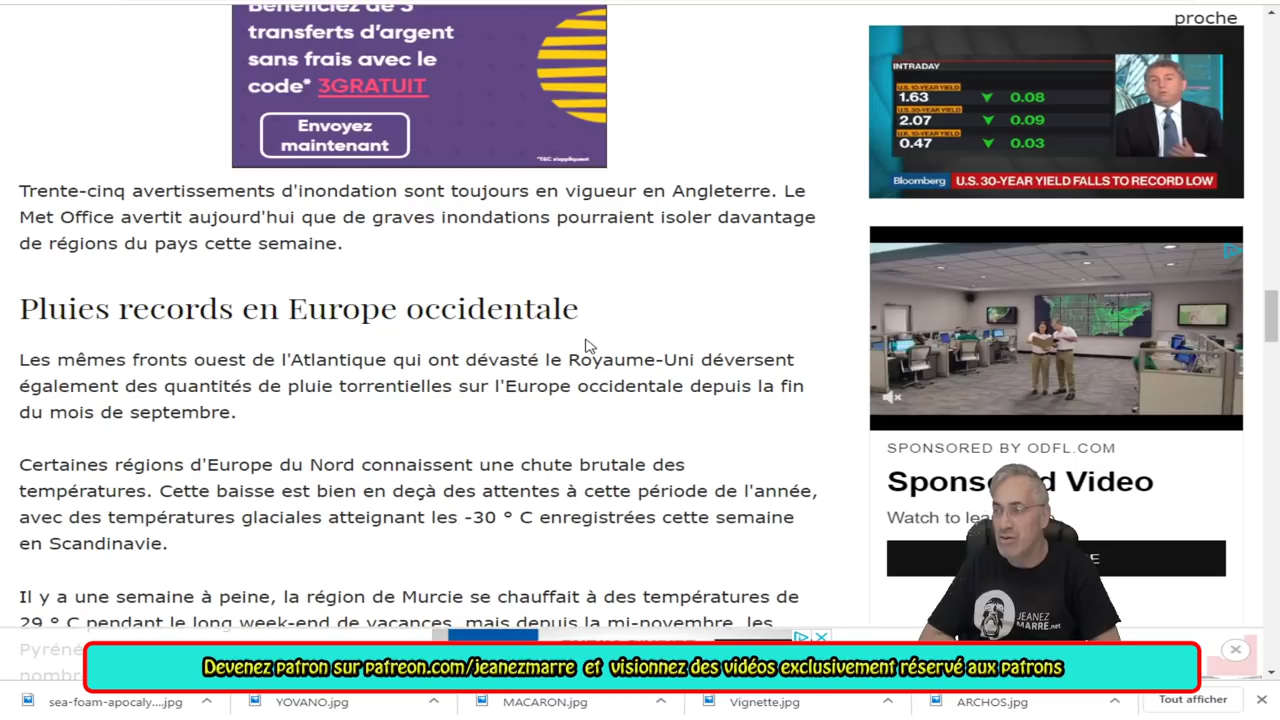 Bénéficiez de 3
transferts d'argent
sans frais avec le
code* 3GRATUIT
Envoyez
maintenant
*T&C s'appliquent
proche
INTRADAY
U.S. 10-YEAR YIELD
1.63 0.08
U.S. 30-YEAR YIELD
2.07 0.09
U.K. 10-YEAR YIELD
0.47 0.03
Bloomberg U.S. 30-YEAR YIELD FALLS TO RECORD LOW
Trente-cinq avertissements d'inondation sont toujours en vigueur en Angleterre. Le
Met Office avertit aujourd'hui que de graves inondations pourraient isoler davantage
de régions du pays cette semaine.
Pluies records en Europe occidentale
Les mêmes fronts ouest de l'Atlantique qui ont dévasté le Royaume-Uni déversent
également des quantités de pluie torrentielles sur l'Europe occidentale depuis la fin
du mois de septembre.
Certaines régions d'Europe du Nord connaissent une chute brutale des
températures. Cette baisse est bien en deçà des attentes à cette période de l'année,
avec des températures glaciales atteignant les -30 ° C enregistrées cette semaine
en Scandinavie.
Il y a une semaine à peine, la région de Murcie se chauffait à des températures de
29 ° C pendant le long week-end de vacances, mais depuis la mi-novembre, les
SPONSORED BY ODFL.COM
Sponsored Video
Watch to
JEANEZ
MARRE.net
Devenez patron sur patreon.com/jeanezmarre et visionnez des vidéos exclusivement réservé aux patrons
sea-foam-apocaly....jpg
YOVANO.jpg
MACARON.jpg
Vignette.jpg
ARCHOS.jpg
Tout afficher